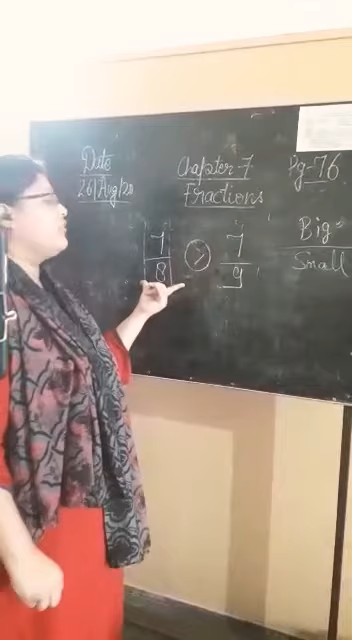 Date
26/Aug/20
Chapter-7
Fractions
Pg-76
7/8 > 7/9
Big
Small